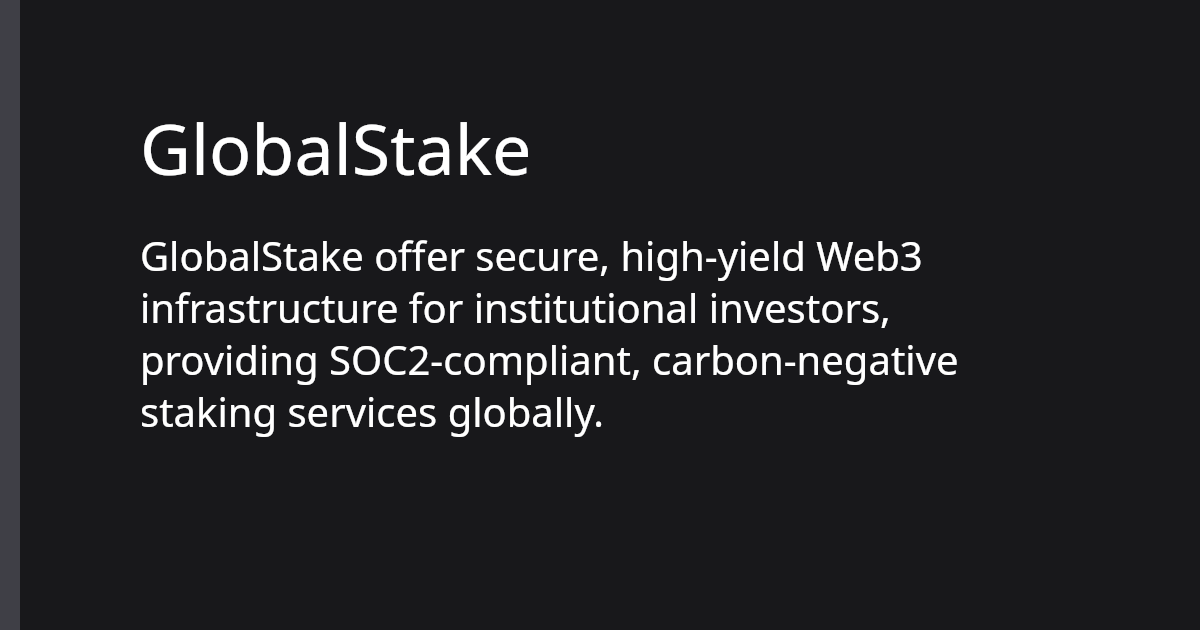 GlobalStake
GlobalStake offer secure, high-yield Web3
infrastructure for institutional investors,
providing SOC2-compliant, carbon-negative
staking services globally.